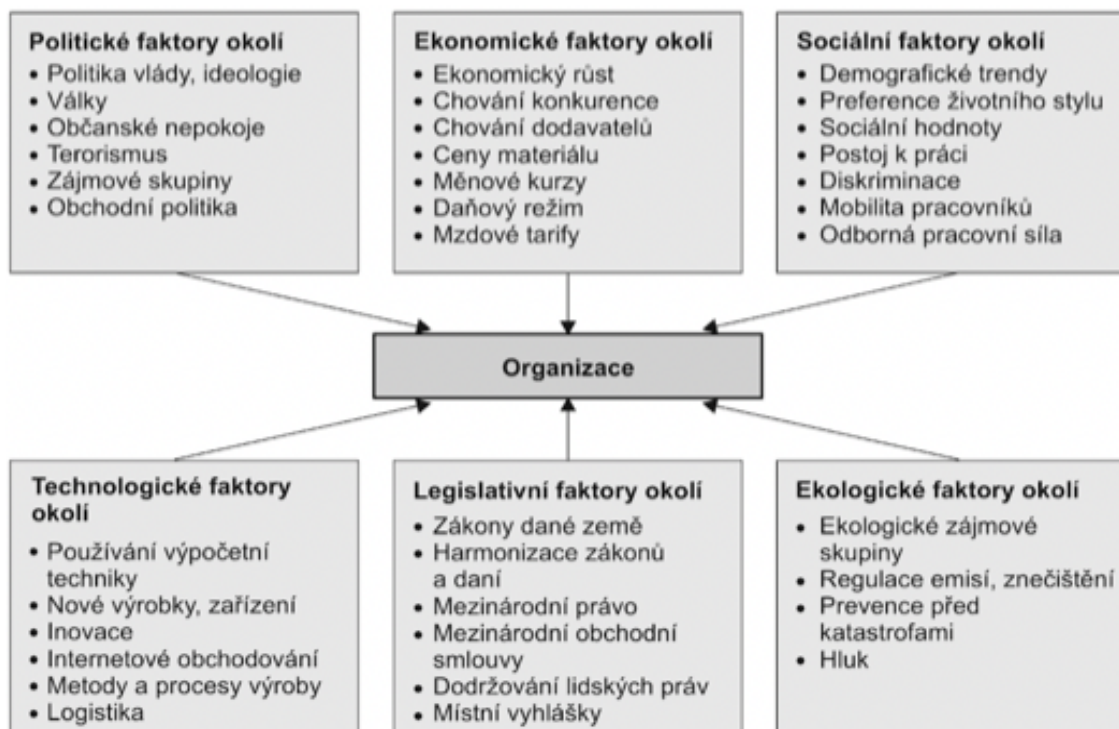 Politické faktory okolí
• Politika vlády, ideologie
• Války
• Občanské nepokoje
• Terorismus
• Zájmové skupiny
• Obchodní politika
Ekonomické faktory okolí
• Ekonomický růst
• Chování konkurence
• Chování dodavatelů
• Ceny materiálu
• Měnové kurzy
• Daňový režim
• Mzdové tarify
Sociální faktory okolí
• Demografické trendy
• Preference životního stylu
• Sociální hodnoty
• Postoj k práci
• Diskriminace
• Mobilita pracovníků
• Odborná pracovní síla
Organizace
Technologické faktory
okolí
• Používání výpočetní
techniky
• Nové výrobky, zařízení
• Inovace
• Internetové obchodování
• Metody a procesy výroby
• Logistika
Legislativní faktory okolí
• Zákony dané země
• Harmonizace zákonů
a daní
• Mezinárodní právo
• Mezinárodní obchodní
smlouvy
• Dodržování lidských práv
• Místní vyhlášky
Ekologické faktory okolí
• Ekologické zájmové
skupiny
• Regulace emisí, znečištění
• Prevence před
katastrofami
• Hluk